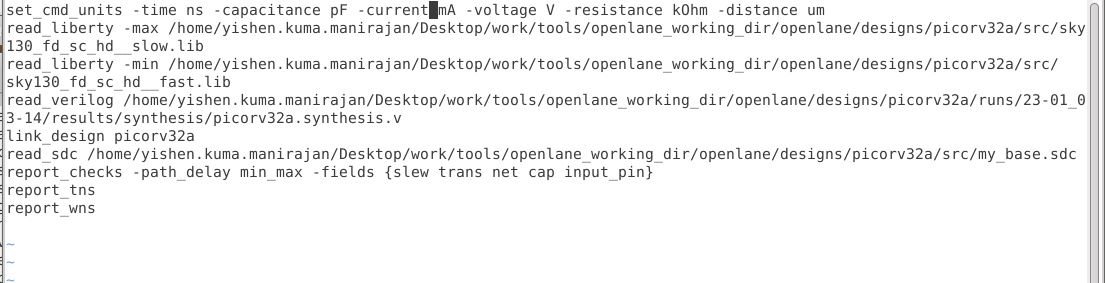 set_cmd_units -time ns -capacitance pF -current mA -voltage V -resistance kOhm -distance um
read_liberty -max /home/yishen.kuma.manirajan/Desktop/work/tools/openlane_working_dir/openlane/designs/picorv32a/src/sky
130_fd_sc_hd__slow.lib
read_liberty -min /home/yishen.kuma.manirajan/Desktop/work/tools/openlane_working_dir/openlane/designs/picorv32a/src/
sky130_fd_sc_hd__fast.lib
read_verilog /home/yishen.kuma.manirajan/Desktop/work/tools/openlane_working_dir/openlane/designs/picorv32a/runs/23-01_0
3-14/results/synthesis/picorv32a.synthesis.v
link_design picorv32a
read_sdc /home/yishen.kuma.manirajan/Desktop/work/tools/openlane_working_dir/openlane/designs/picorv32a/src/my_base.sdc
report_checks -path_delay min_max -fields {slew trans net cap input_pin}
report_tns
report_wns
~
~
~